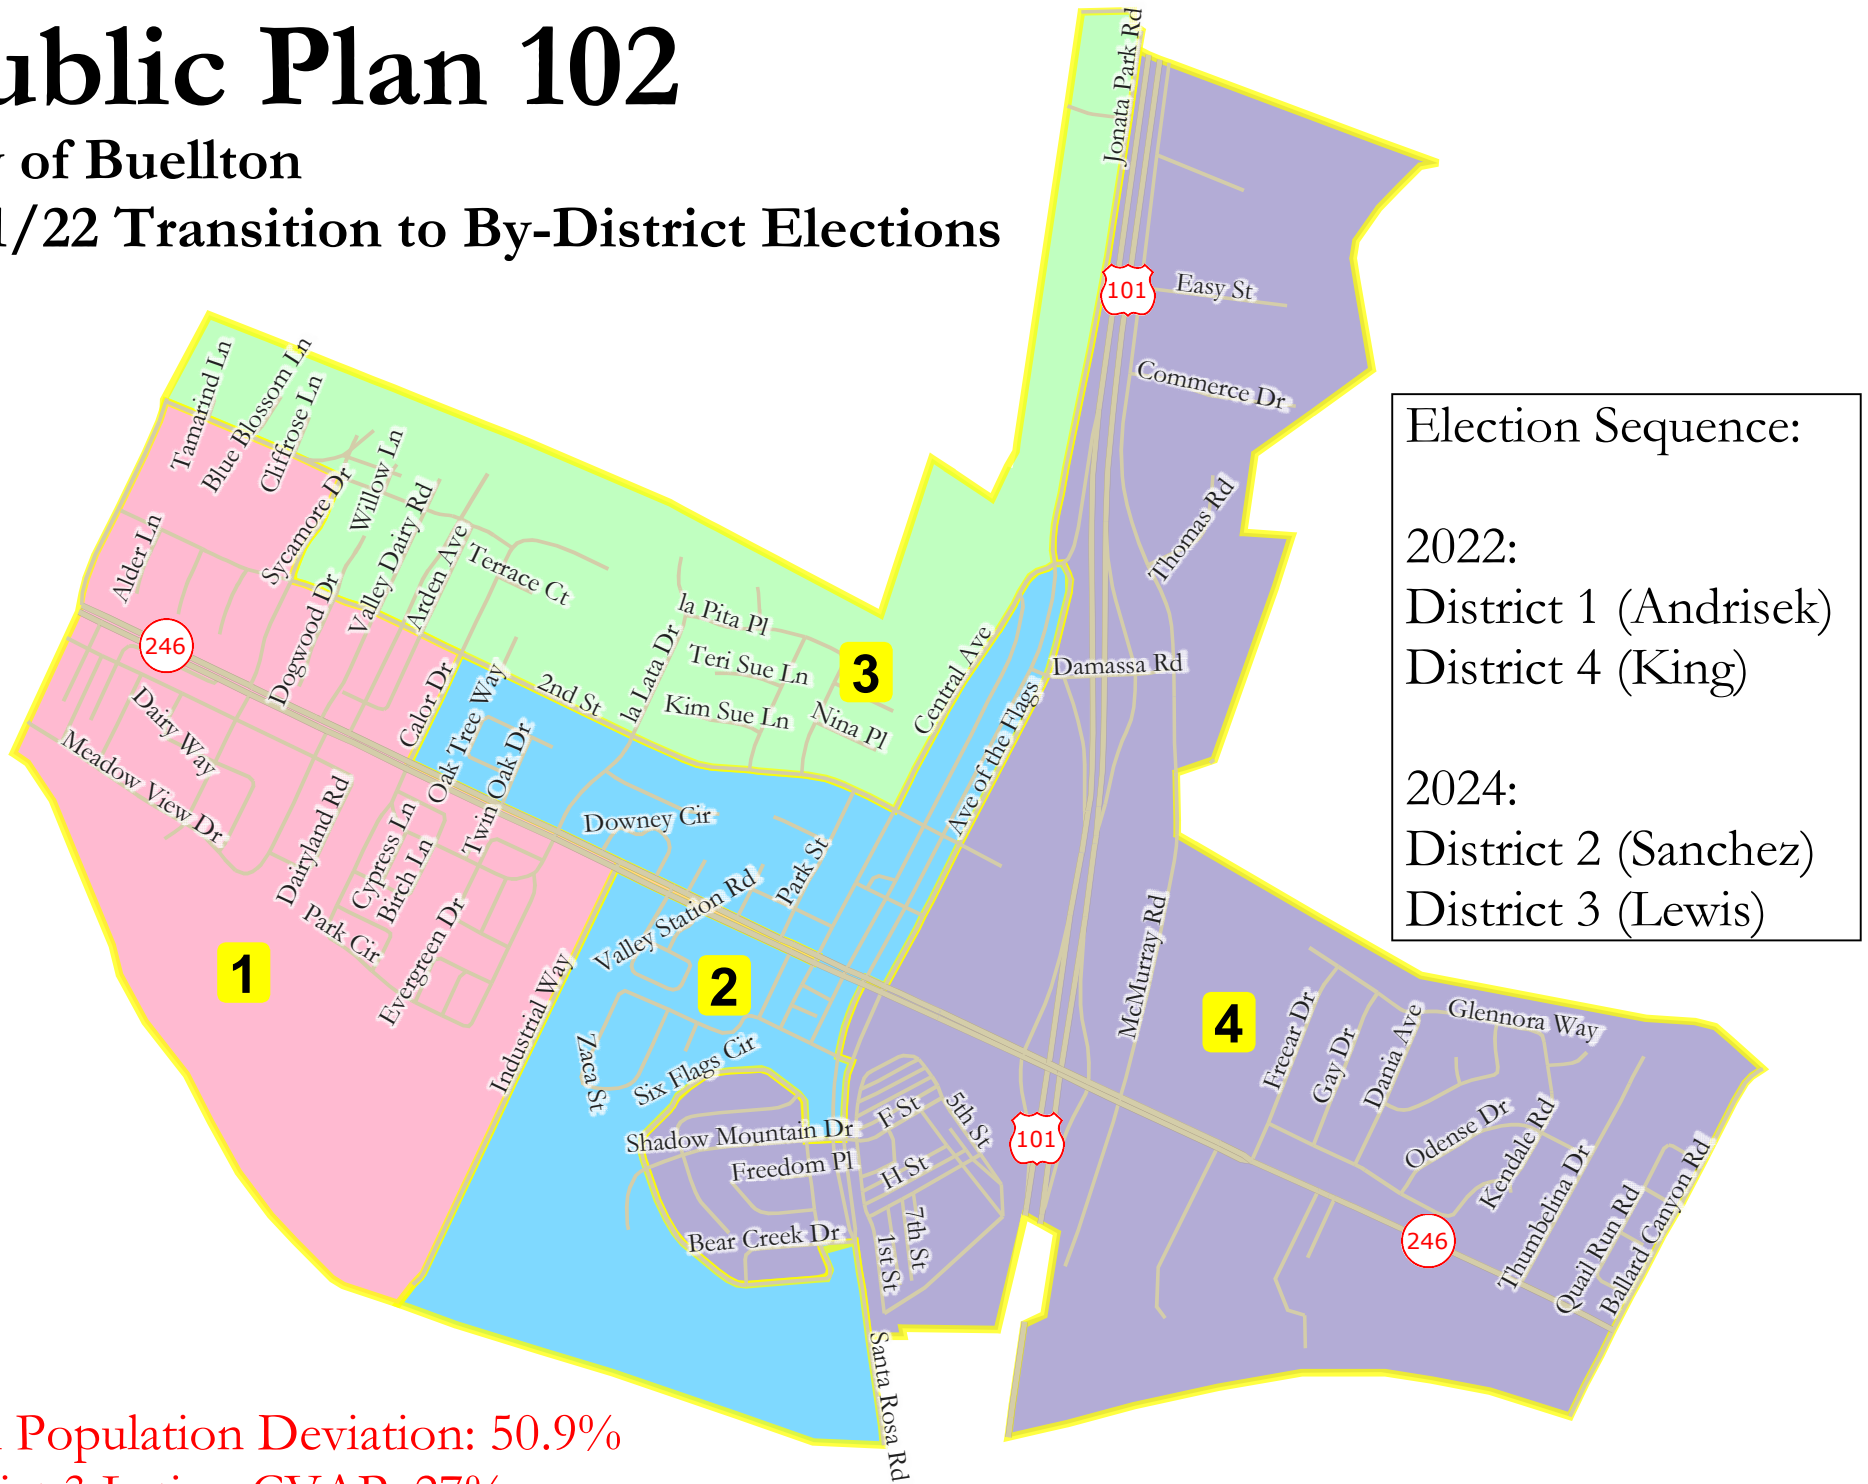 ublic Plan 102
y of Buellton
1/22 Transition to By-District Elections
Jonata Park Rd
101
Easy St
Commerce Dr
Thomas Rd
Election Sequence:
2022:
District 1 (Andrisek)
District 4 (King)
2024:
District 2 (Sanchez)
District 3 (Lewis)
Tamarind Ln
Blue Blossom Ln
Cliffrose Ln
Sycamore Dr
Willow Ln
Valley Dairy Rd
Arden Ave
Terrace Ct
Alder Ln
246
Dogwood Dr
Calor Dr
Oak Tree Way
Twin Oak Dr
2nd St
la Lata Dr
la Pita Pl
Teri Sue Ln
Kim Sue Ln
Nina Pl
3
Central Ave
Ave of the Flags
Damassa Rd
Dairy Way
Meadow View Dr
Dairyland Rd
Cypress Ln
Birch Ln
Park Cir
Evergreen Dr
Industrial Way
1
Downey Cir
Park St
Valley Station Rd
2
Zaca St
Six Flags Cir
Shadow Mountain Dr
Freedom Pl
Bear Creek Dr
F St
H St
5th St
7th St
1st St
Santa Rosa Rd
101
McMurray Rd
4
Freear Dr
Gay Dr
Dania Ave
Glennora Way
Odense Dr
Kendale Rd
Thumbelina Dr
Quail Run Rd
Ballard Canyon Rd
246
Population Deviation: 50.9%